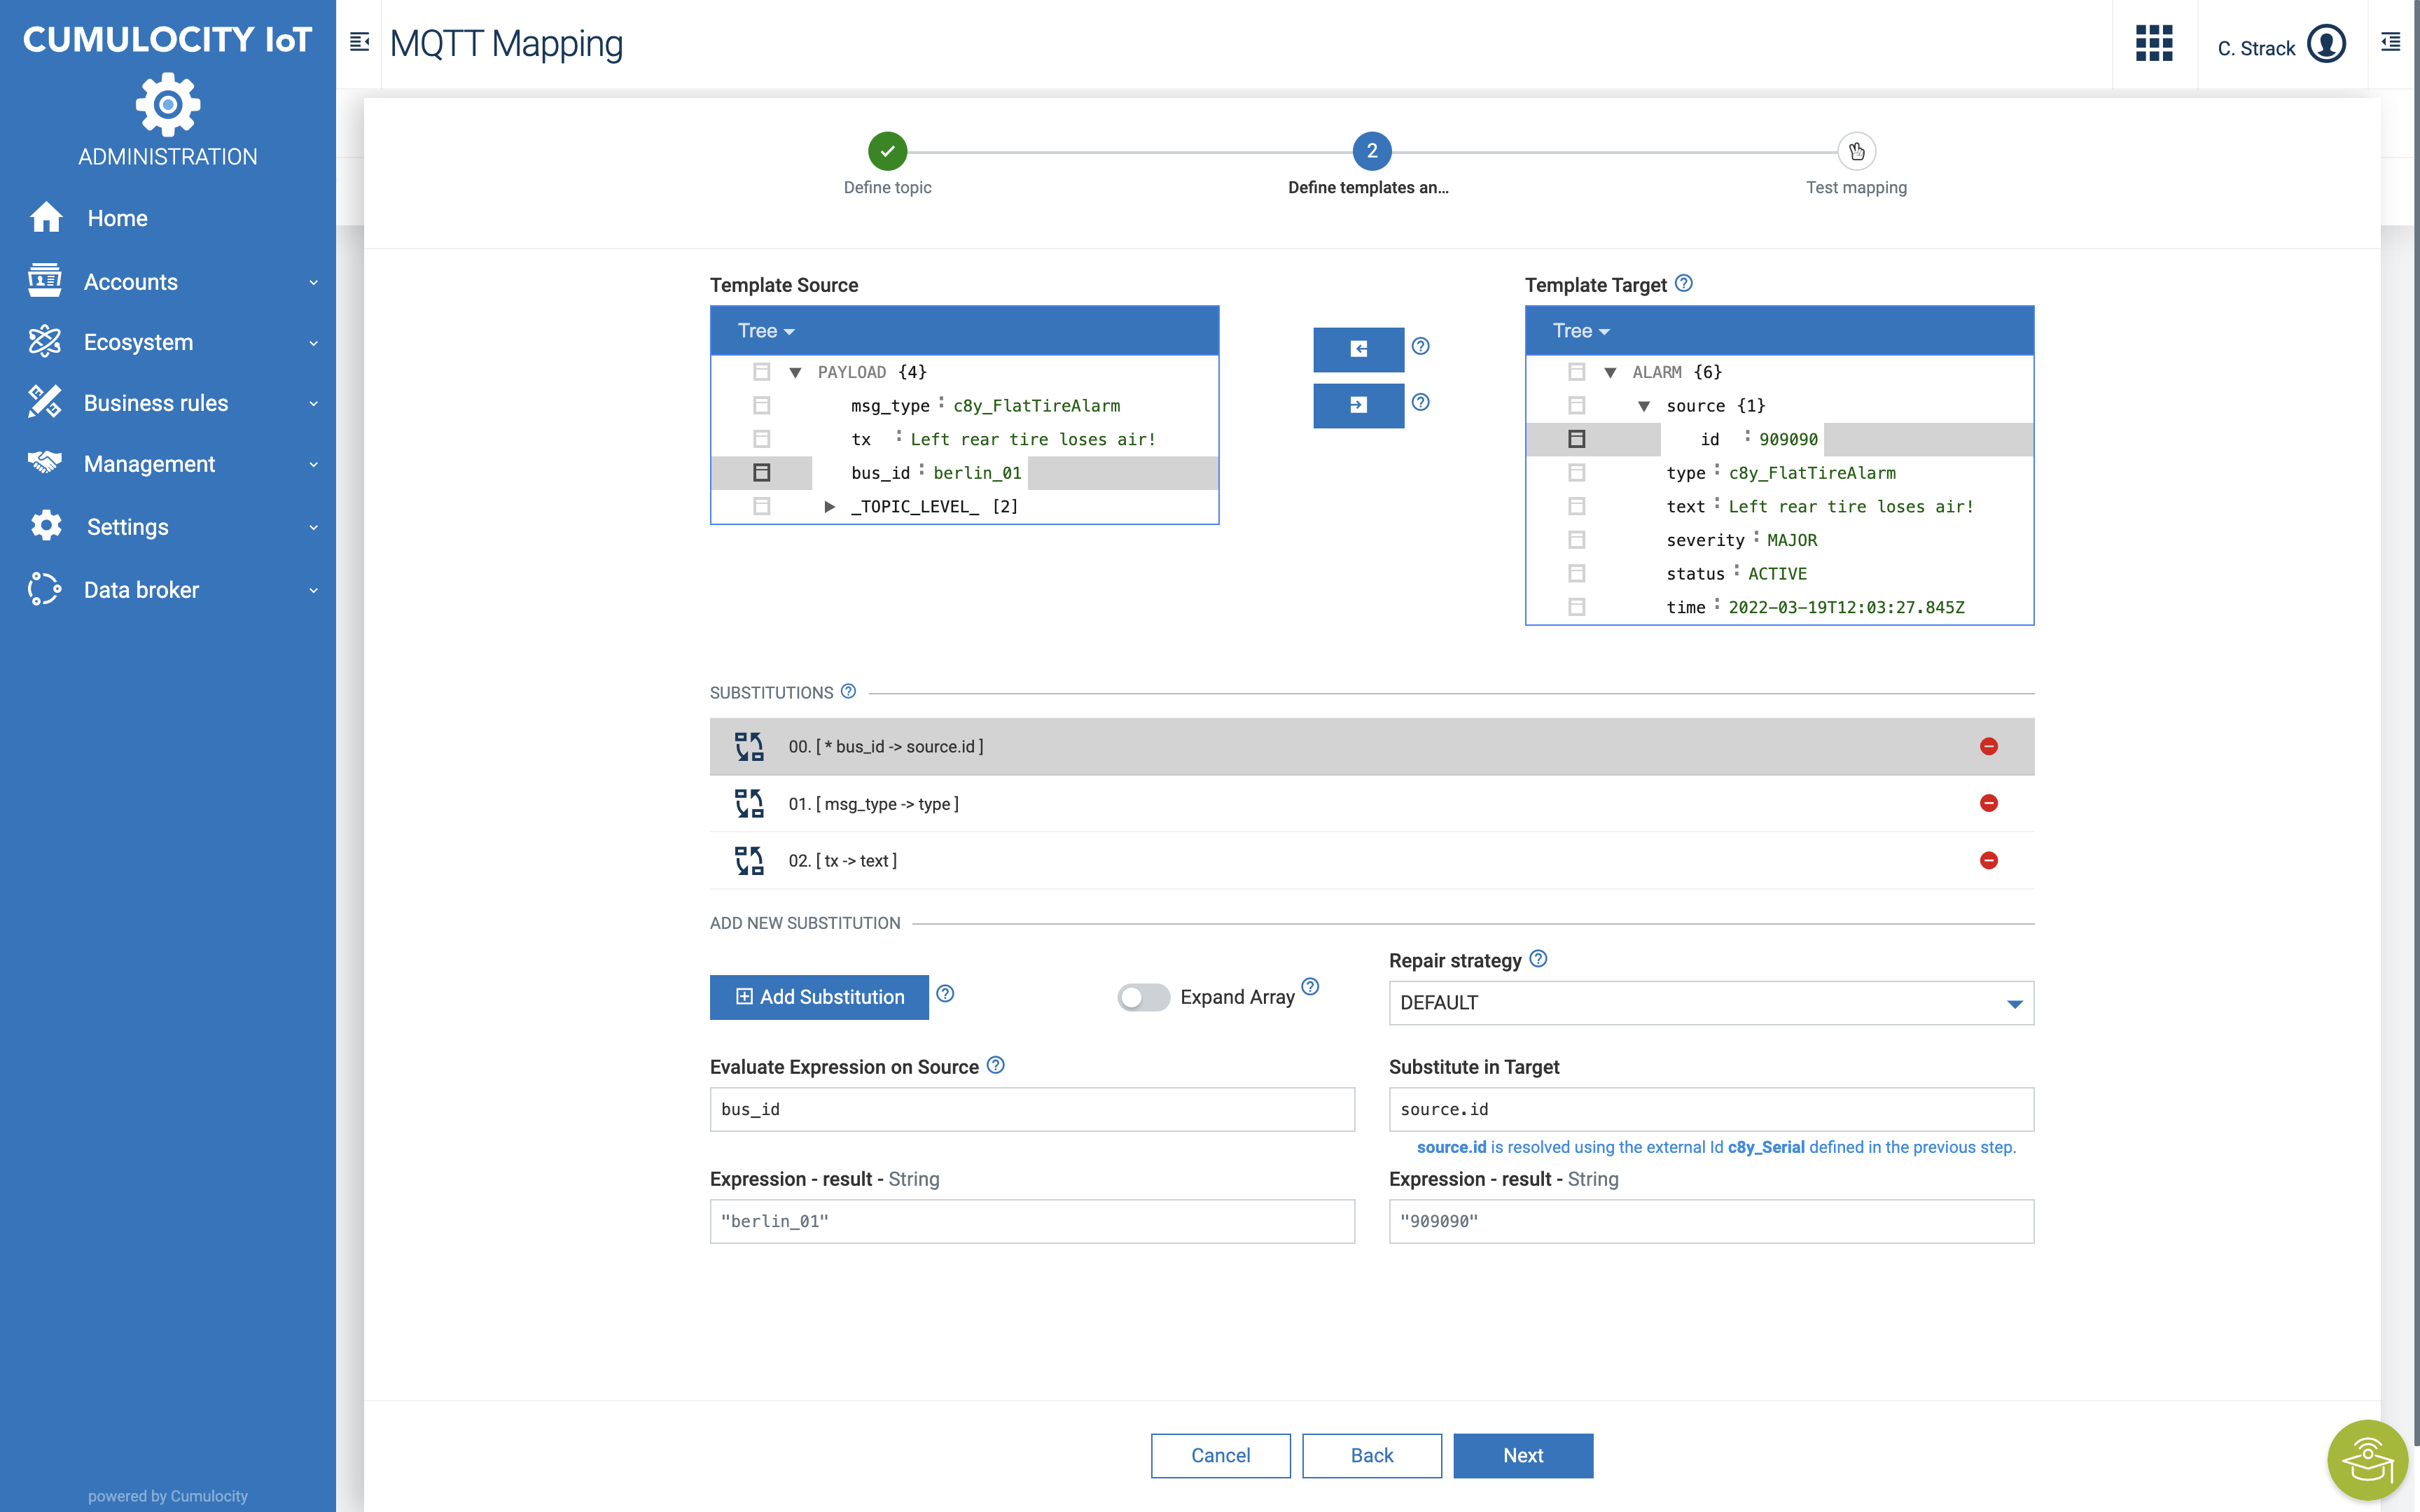 CUMULOCITY IoT
ADMINISTRATION
Home
Accounts
Ecosystem
Business rules
Management
Settings
Data broker
powered by Cumulocity
MQTT Mapping
C. Strack
Define topic
2
Define templates an...
Test mapping
Template Source
Tree
PAYLOAD {4}
msg_type : c8y_FlatTireAlarm
tx : Left rear tire loses air!
bus_id : berlin_01
_TOPIC_LEVEL_ [2]
Template Target
Tree
ALARM {6}
source {1}
id : 909090
type : c8y_FlatTireAlarm
text : Left rear tire loses air!
severity : MAJOR
status : ACTIVE
time : 2022-03-19T12:03:27.845Z
SUBSTITUTIONS
00. [ * bus_id -> source.id ]
01. [ msg_type -> type ]
02. [ tx -> text ]
ADD NEW SUBSTITUTION
Add Substitution
Expand Array
Repair strategy
DEFAULT
Evaluate Expression on Source
bus_id
Substitute in Target
source.id
source.id is resolved using the external Id c8y_Serial defined in the previous step.
Expression - result - String
"berlin_01"
Expression - result - String
"909090"
Cancel
Back
Next